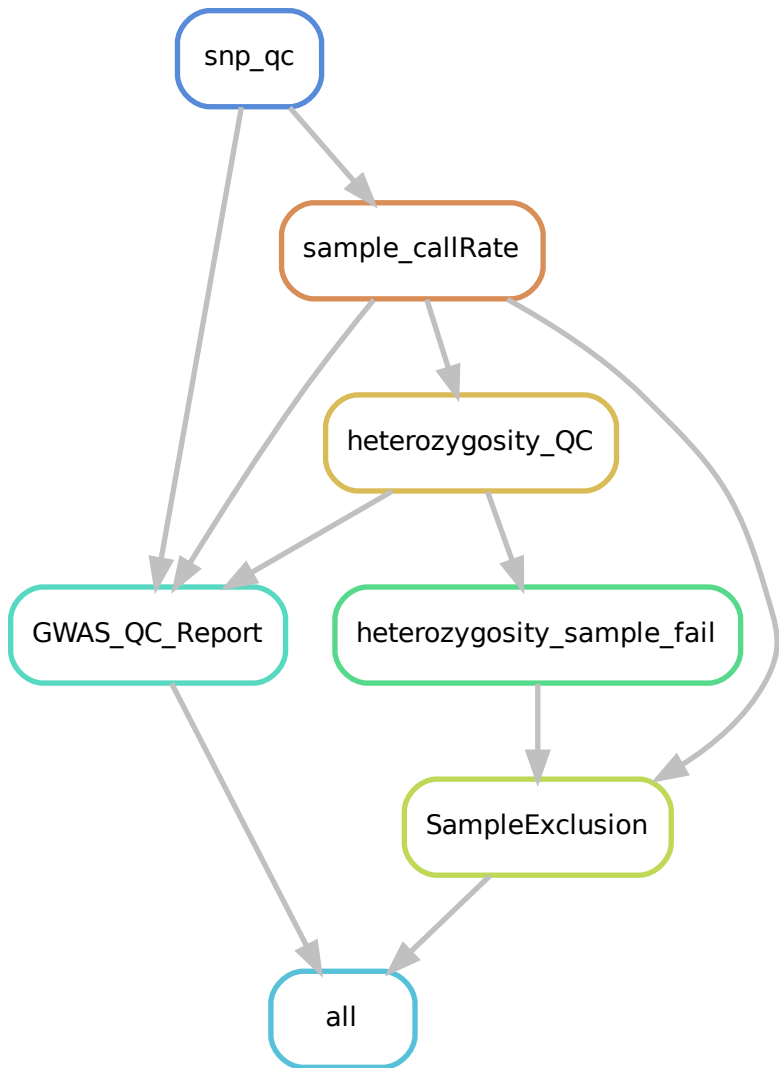 snp_qc
sample_callRate
heterozygosity_QC
GWAS_QC_Report
heterozygosity_sample_fail
SampleExclusion
all